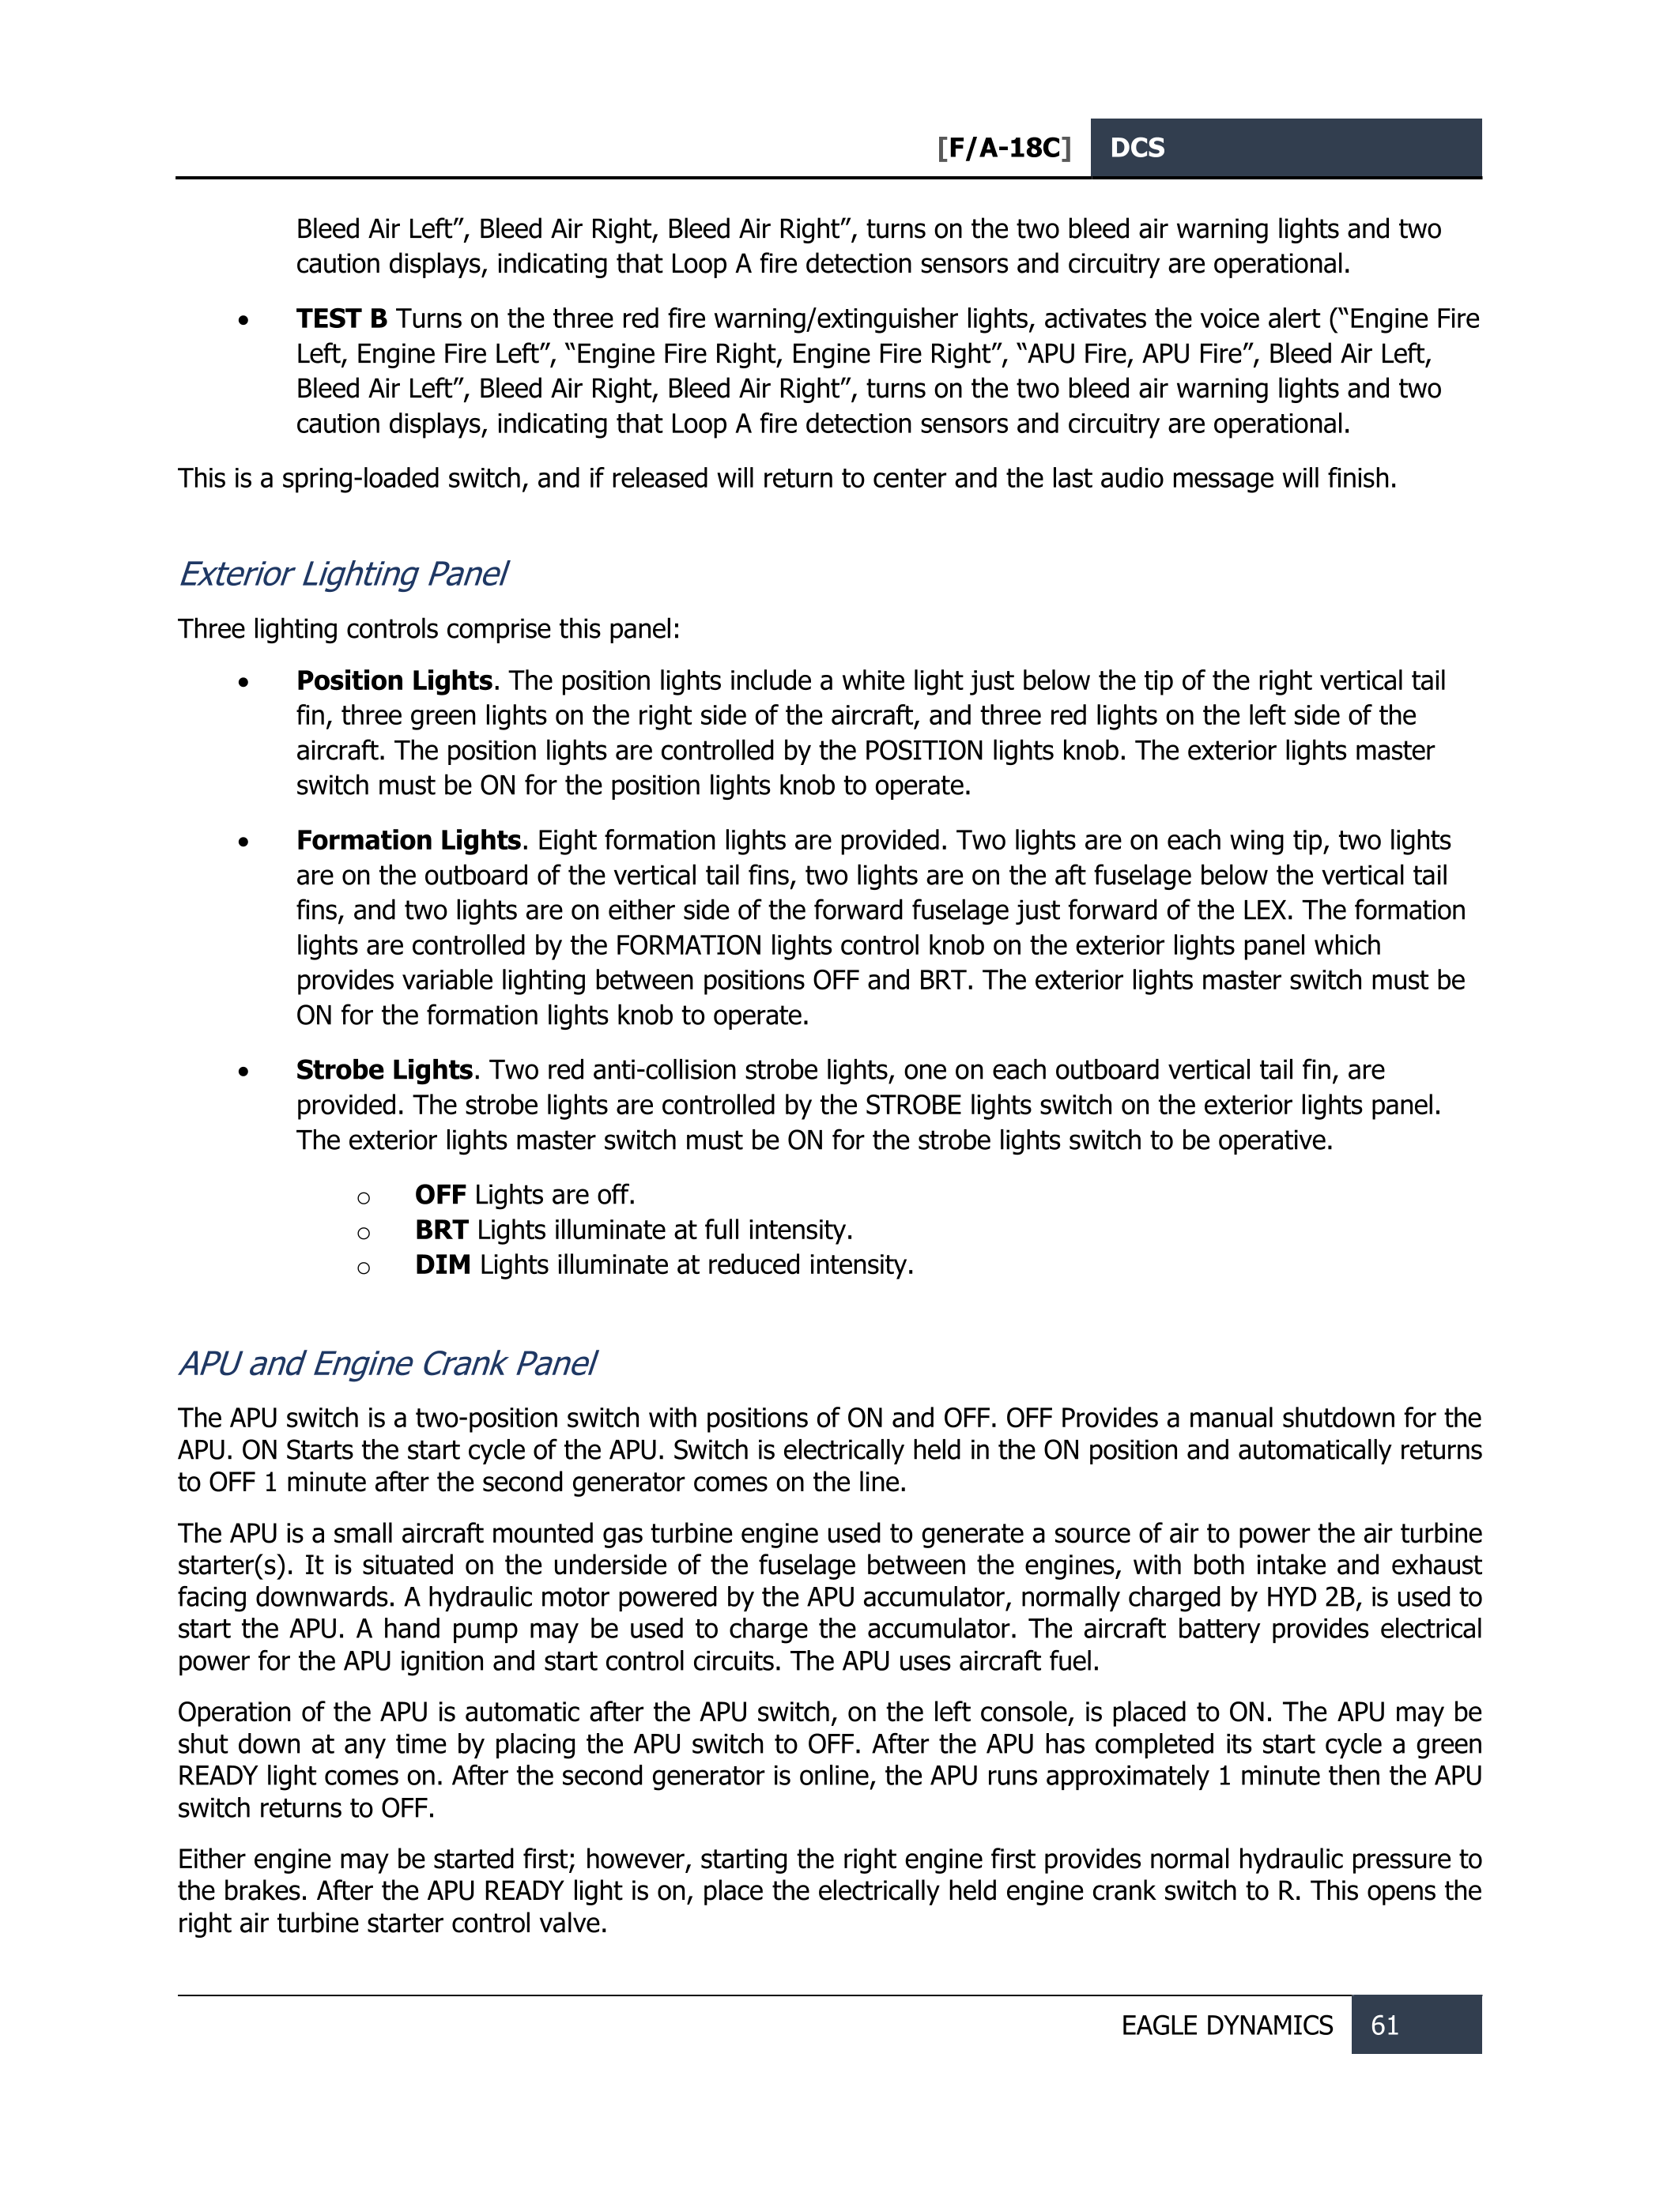 [F/A-18C] DCS
Bleed Air Left”, Bleed Air Right, Bleed Air Right”, turns on the two bleed air warning lights and two
caution displays, indicating that Loop A fire detection sensors and circuitry are operational.
• TEST B Turns on the three red fire warning/extinguisher lights, activates the voice alert (“Engine Fire
Left, Engine Fire Left”, “Engine Fire Right, Engine Fire Right”, “APU Fire, APU Fire”, Bleed Air Left,
Bleed Air Left”, Bleed Air Right, Bleed Air Right”, turns on the two bleed air warning lights and two
caution displays, indicating that Loop A fire detection sensors and circuitry are operational.
This is a spring-loaded switch, and if released will return to center and the last audio message will finish.
Exterior Lighting Panel
Three lighting controls comprise this panel:
• Position Lights. The position lights include a white light just below the tip of the right vertical tail
fin, three green lights on the right side of the aircraft, and three red lights on the left side of the
aircraft. The position lights are controlled by the POSITION lights knob. The exterior lights master
switch must be ON for the position lights knob to operate.
• Formation Lights. Eight formation lights are provided. Two lights are on each wing tip, two lights
are on the outboard of the vertical tail fins, two lights are on the aft fuselage below the vertical tail
fins, and two lights are on either side of the forward fuselage just forward of the LEX. The formation
lights are controlled by the FORMATION lights control knob on the exterior lights panel which
provides variable lighting between positions OFF and BRT. The exterior lights master switch must be
ON for the formation lights knob to operate.
• Strobe Lights. Two red anti-collision strobe lights, one on each outboard vertical tail fin, are
provided. The strobe lights are controlled by the STROBE lights switch on the exterior lights panel.
The exterior lights master switch must be ON for the strobe lights switch to be operative.
o OFF Lights are off.
o BRT Lights illuminate at full intensity.
o DIM Lights illuminate at reduced intensity.
APU and Engine Crank Panel
The APU switch is a two-position switch with positions of ON and OFF. OFF Provides a manual shutdown for the
APU. ON Starts the start cycle of the APU. Switch is electrically held in the ON position and automatically returns
to OFF 1 minute after the second generator comes on the line.
The APU is a small aircraft mounted gas turbine engine used to generate a source of air to power the air turbine
starter(s). It is situated on the underside of the fuselage between the engines, with both intake and exhaust
facing downwards. A hydraulic motor powered by the APU accumulator, normally charged by HYD 2B, is used to
start the APU. A hand pump may be used to charge the accumulator. The aircraft battery provides electrical
power for the APU ignition and start control circuits. The APU uses aircraft fuel.
Operation of the APU is automatic after the APU switch, on the left console, is placed to ON. The APU may be
shut down at any time by placing the APU switch to OFF. After the APU has completed its start cycle a green
READY light comes on. After the second generator is online, the APU runs approximately 1 minute then the APU
switch returns to OFF.
Either engine may be started first; however, starting the right engine first provides normal hydraulic pressure to
the brakes. After the APU READY light is on, place the electrically held engine crank switch to R. This opens the
right air turbine starter control valve.
EAGLE DYNAMICS 61